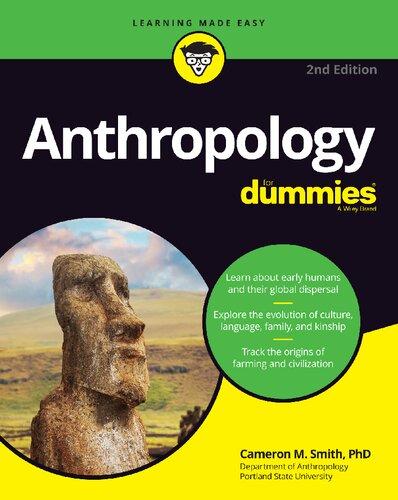 LEARNING MADE EASY
2nd Edition
Anthropology
for
dummies®
A Wiley Brand
Learn about early humans
and their global dispersal
Explore the evolution of culture,
language, family, and kinship
Track the origins of
farming and civilization
Cameron M. Smith, PhD
Department of Anthropology
Portland State University